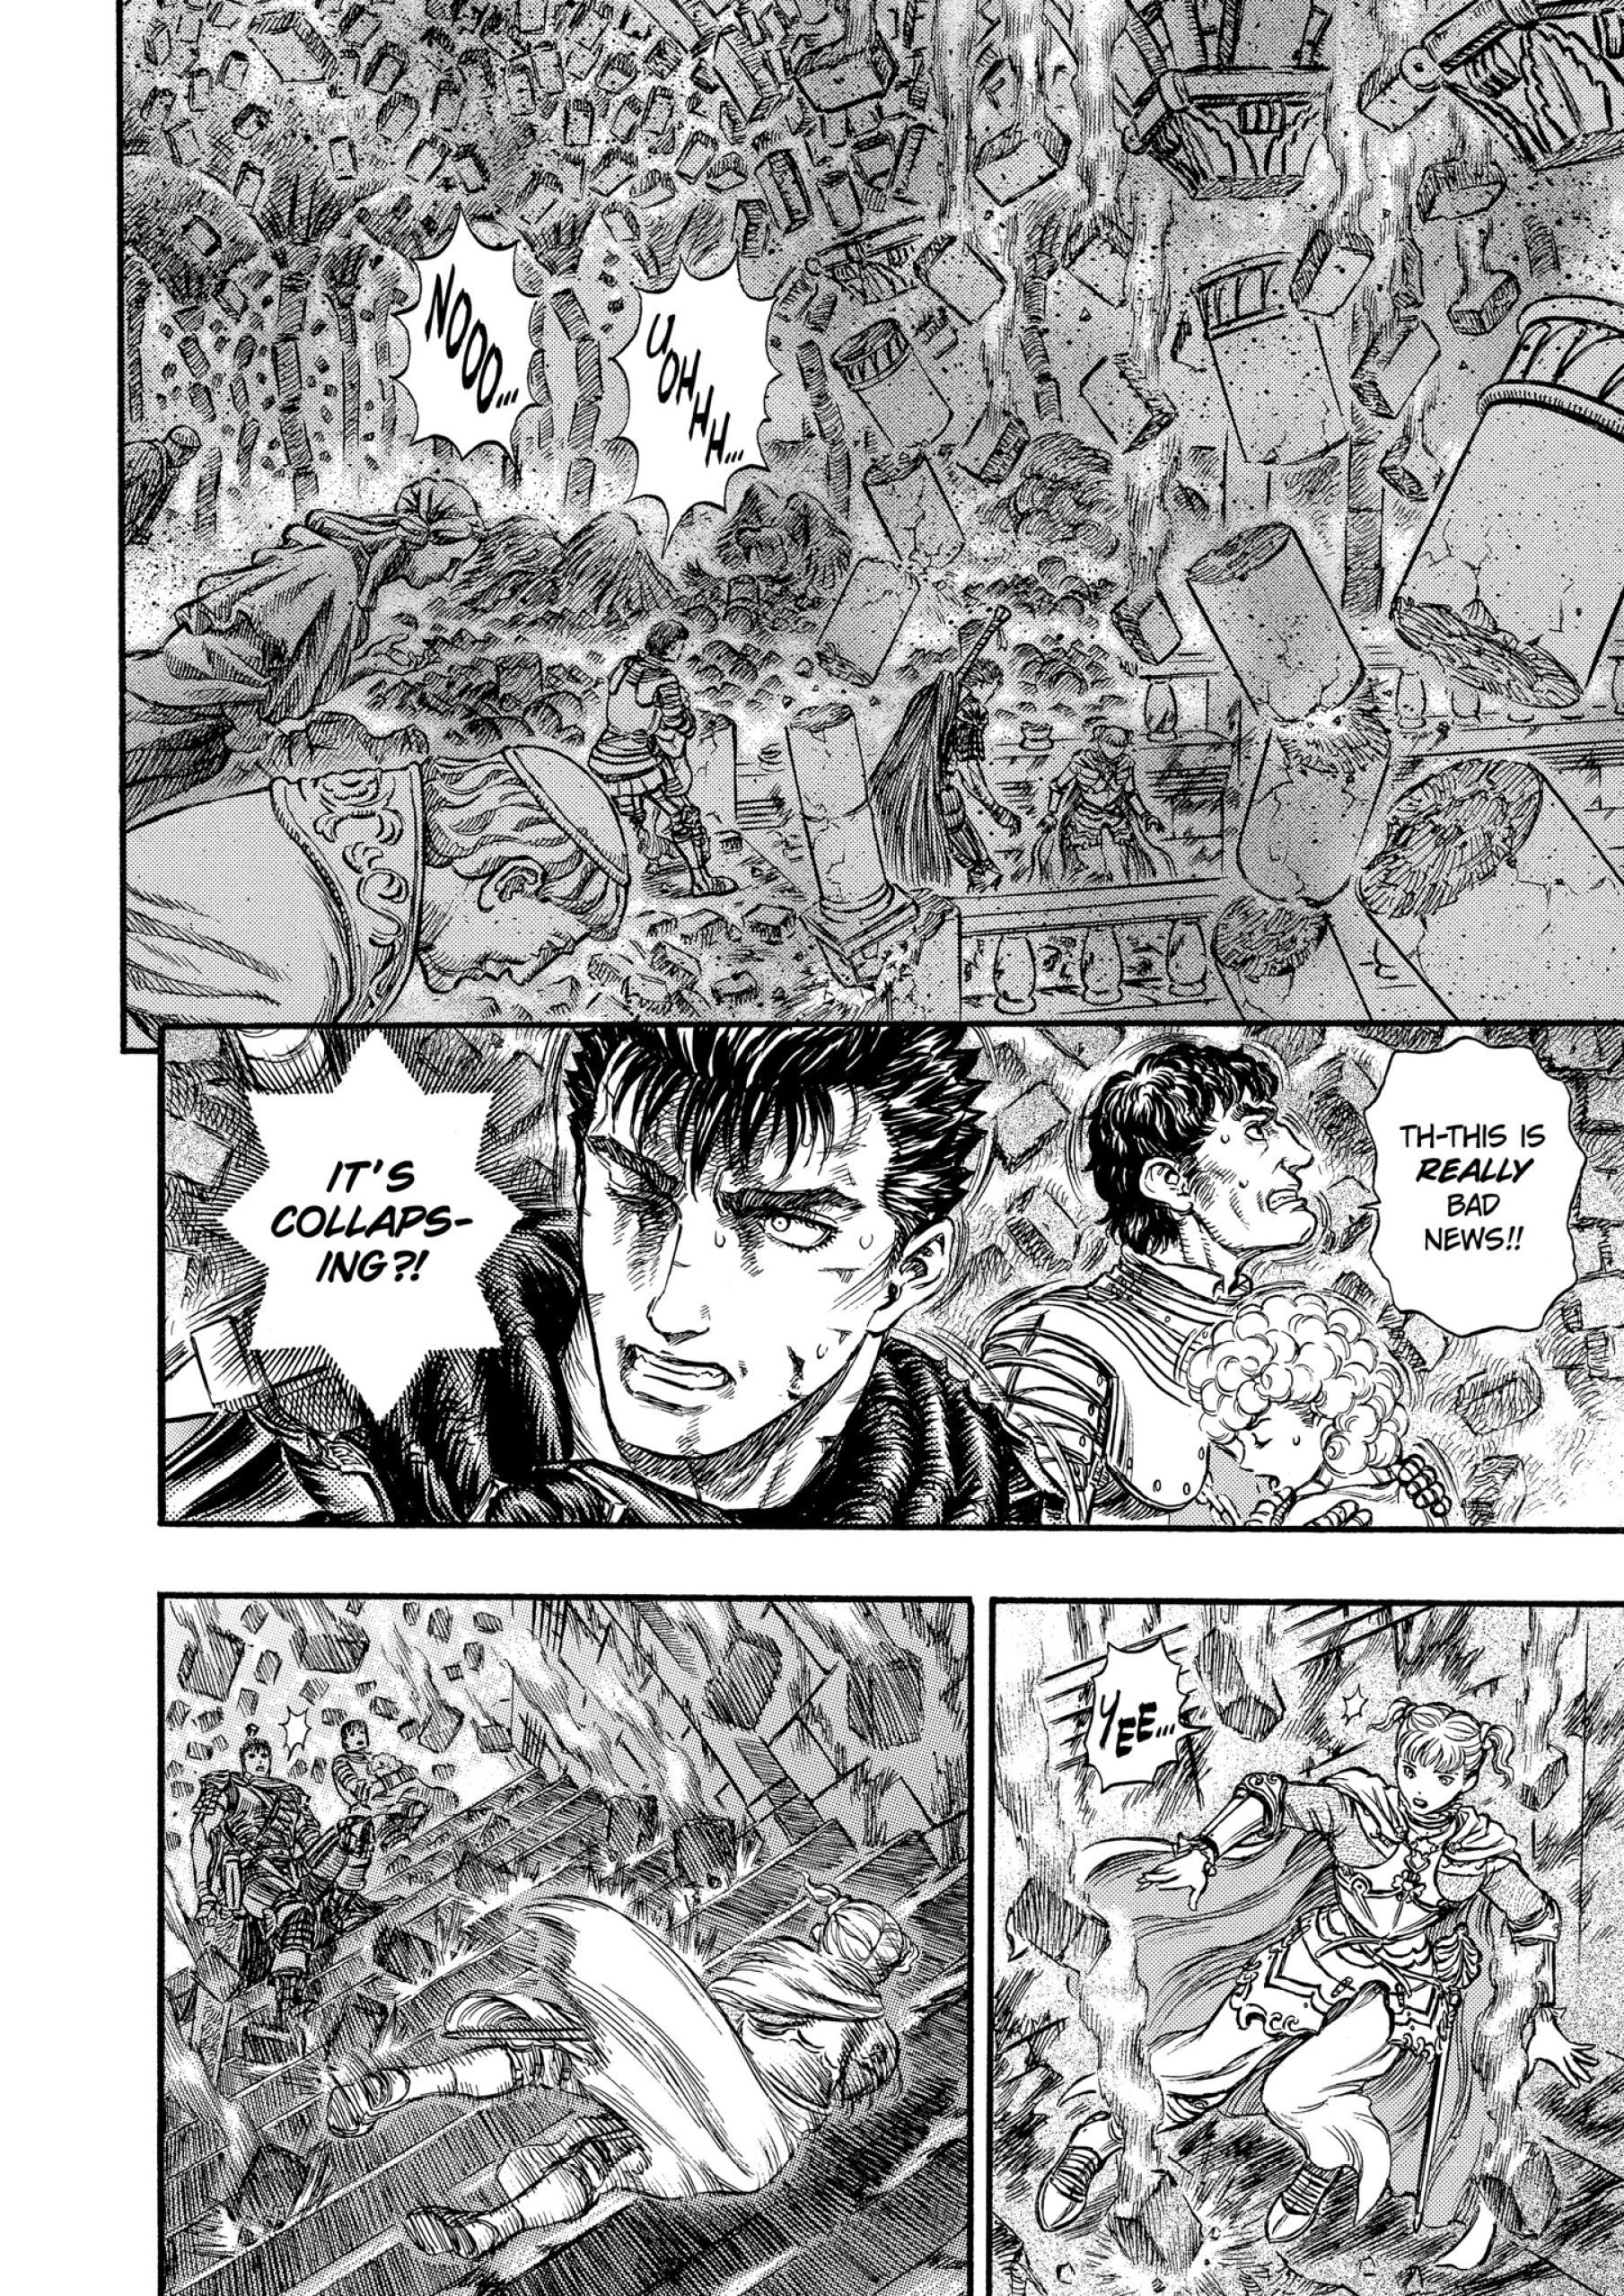 UOHHH...
NOOO...
TH-THIS IS
REALLY
BAD
NEWS!!
IT'S
COLLAPS-
ING?!
YEE...